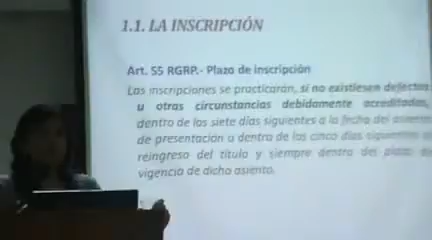 1.1. LA INSCRIPCIÓN
Art. 55 RGRP.- Plazo de inscripción
Las inscripciones se practicarán, si no existiesen defectos
u otras circunstancias debidamente acreditadas,
dentro de los siete días siguientes a la fecha del asiento
de presentación o dentro de los cinco días siguientes al
reingreso del título y siempre dentro del plazo de
vigencia de dicho asiento.